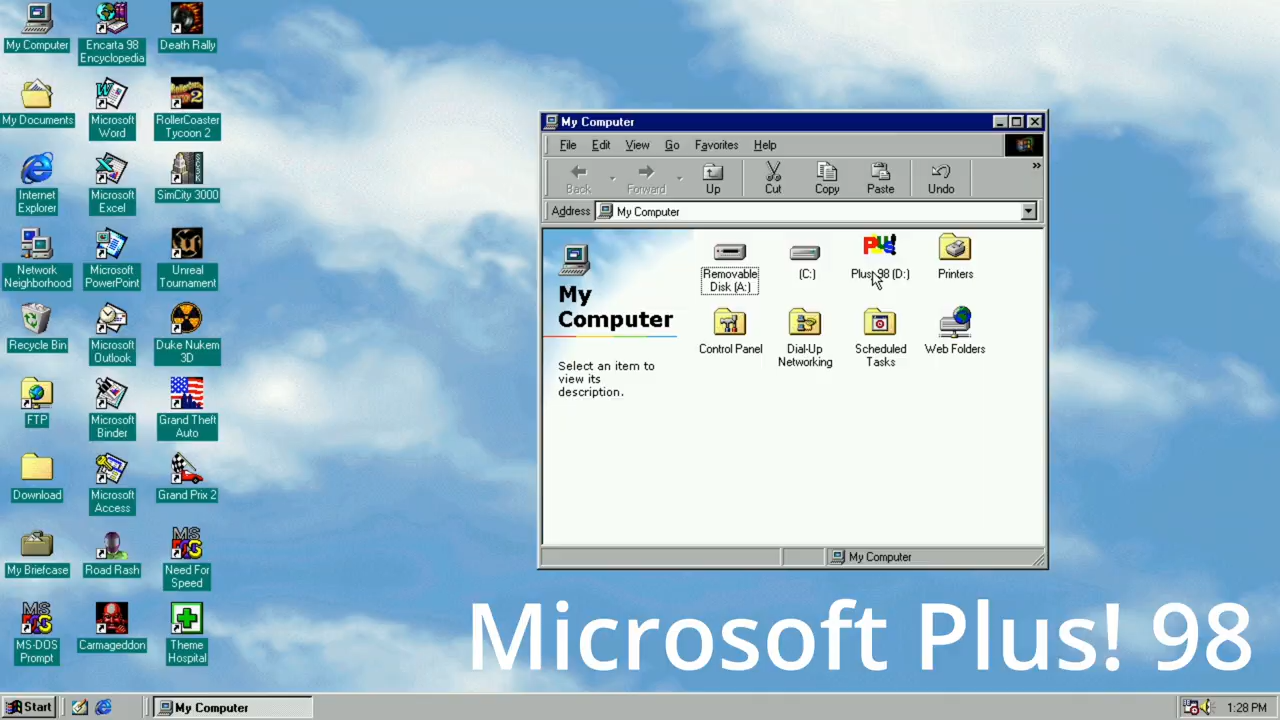 My Computer
Encarta 98
Encyclopedia
Death Rally
My Documents
Microsoft
Word
RollerCoaster
Tycoon 2
Internet
Explorer
Microsoft
Excel
SimCity 3000
Network
Neighborhood
Microsoft
PowerPoint
Unreal
Tournament
Recycle Bin
Microsoft
Outlook
Duke Nukem
3D
FTP
Microsoft
Binder
Grand Theft
Auto
Download
Microsoft
Access
Grand Prix 2
My Briefcase
Road Rash
Need For
Speed
MS-DOS
Prompt
Carmageddon
Theme
Hospital
My Computer
File Edit View Go Favorites Help
Back Forward Up Cut Copy Paste Undo
Address My Computer
My
Computer
Select an item to
view its
description.
Removable
Disk (A:)
(C:)
Plus! 98 (D:)
Printers
Control Panel
Dial-Up
Networking
Scheduled
Tasks
Web Folders
My Computer
Microsoft Plus! 98
Start
My Computer
1:28 PM